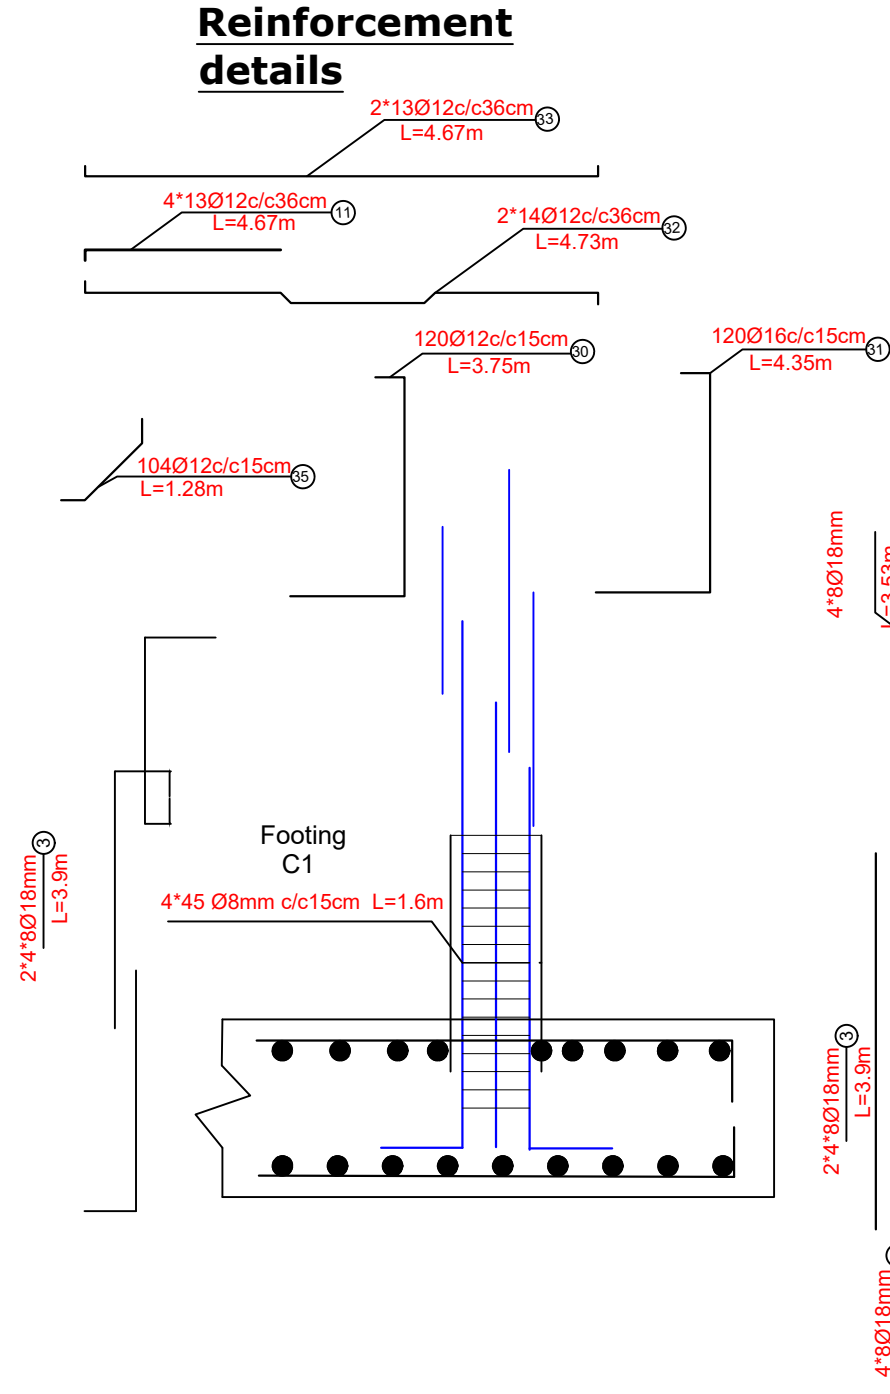 Reinforcement
details
2*13Ø12c/c36cm
L=4.67m
33
4*13Ø12c/c36cm
L=4.67m
11
2*14Ø12c/c36cm
L=4.73m
32
120Ø12c/c15cm
L=3.75m
30
120Ø16c/c15cm
L=4.35m
31
104Ø12c/c15cm
L=1.28m
35
4*8Ø18mm
L=3.53m
2*4*8Ø18mm
L=3.9m
3
Footing
C1
4*45 Ø8mm c/c15cm L=1.6m
2*4*8Ø18mm
L=3.9m
3
4*8Ø18mm